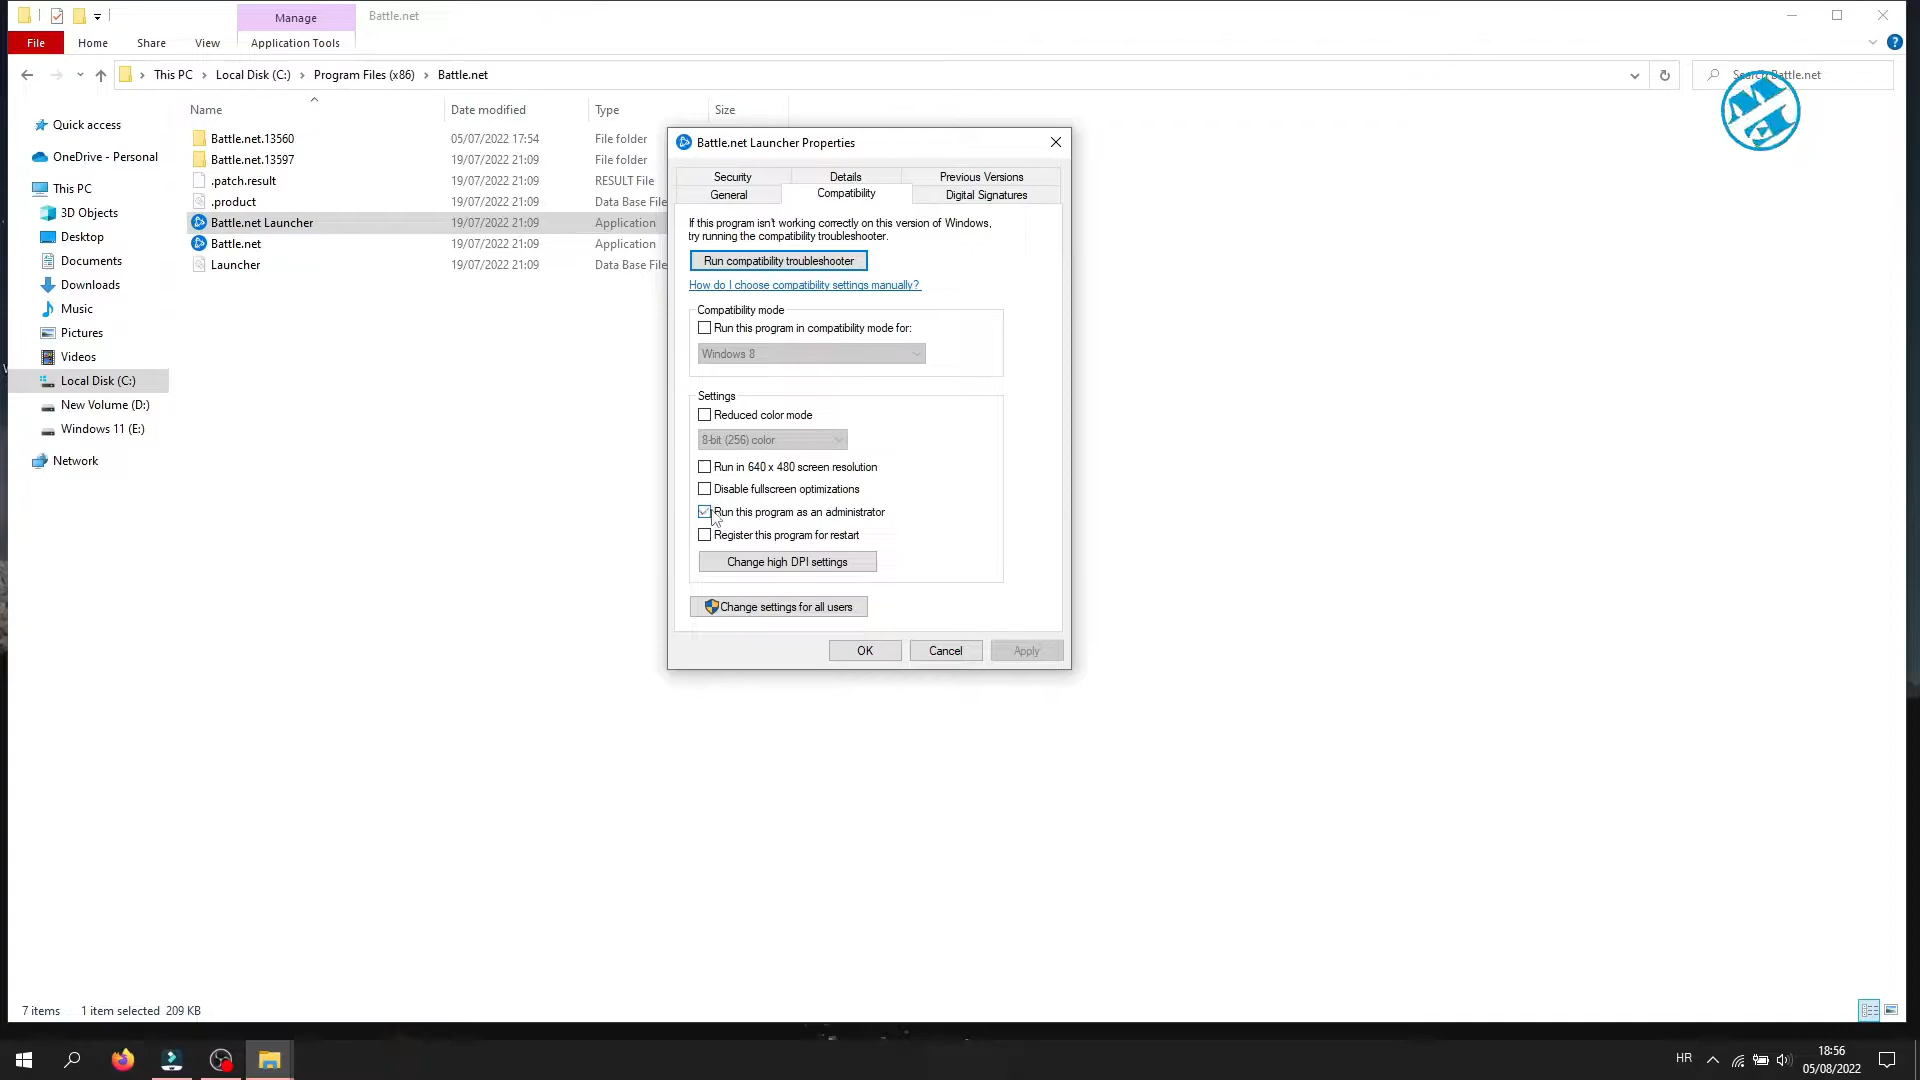 Manage
Battle.net
File
Home
Share
View
Application Tools
This PC
Local Disk (C:)
Program Files (x86)
Battle.net
Search Battle.net
Name
Date modified
Type
Size
Quick access
OneDrive - Personal
This PC
3D Objects
Desktop
Documents
Downloads
Music
Pictures
Videos
Local Disk (C:)
New Volume (D:)
Windows 11 (E:)
Network
Battle.net.13560 05/07/2022 17:54 File folder
Battle.net.13597 19/07/2022 21:09 File folder
.patch.result 19/07/2022 21:09 RESULT File
.product 19/07/2022 21:09 Data Base File
Battle.net Launcher 19/07/2022 21:09 Application
Battle.net 19/07/2022 21:09 Application
Launcher 19/07/2022 21:09 Data Base File
Battle.net Launcher Properties
Security
Details
Previous Versions
General
Compatibility
Digital Signatures
If this program isn't working correctly on this version of Windows,
try running the compatibility troubleshooter.
Run compatibility troubleshooter
How do I choose compatibility settings manually?
Compatibility mode
Run this program in compatibility mode for:
Windows 8
Settings
Reduced color mode
8-bit (256) color
Run in 640 x 480 screen resolution
Disable fullscreen optimizations
Run this program as an administrator
Register this program for restart
Change high DPI settings
Change settings for all users
OK
Cancel
Apply
7 items
1 item selected 209 KB
HR
18:56
05/08/2022